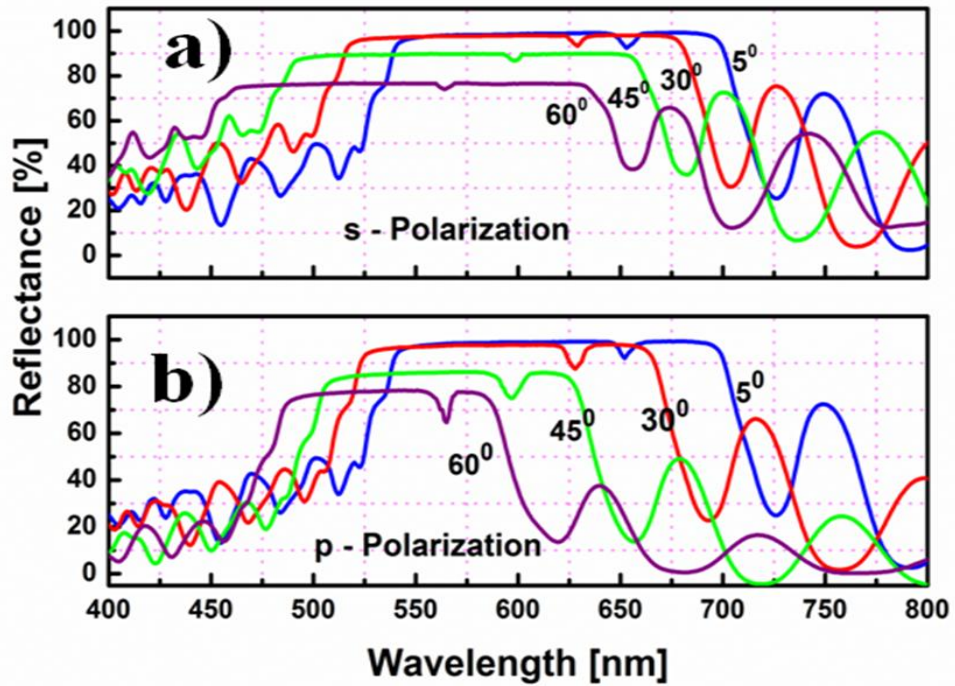 Reflectance [%]
a)
100
80
60
40
20
0
5⁰
30⁰
45⁰
60⁰
s - Polarization
b)
100
80
60
40
20
0
5⁰
30⁰
45⁰
60⁰
p - Polarization
400 450 500 550 600 650 700 750 800
Wavelength [nm]